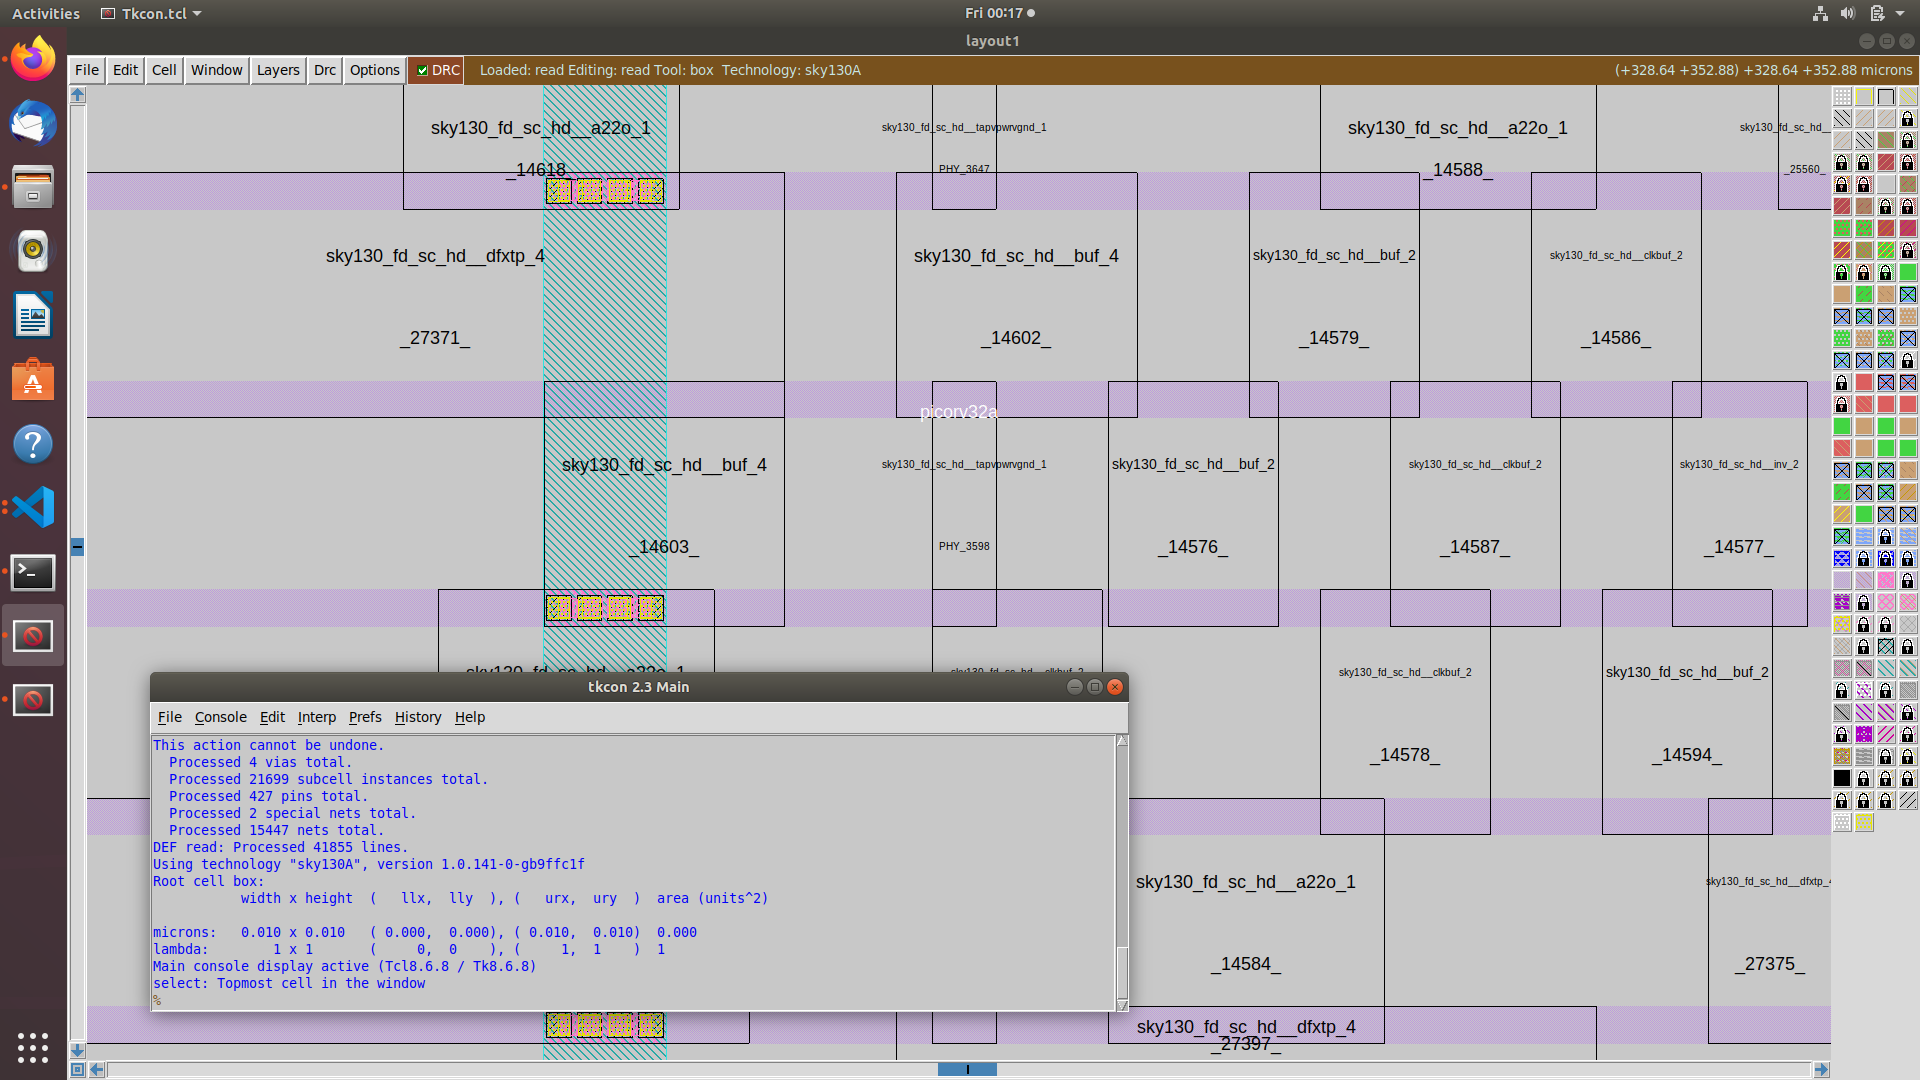 Activities
Tkcon.tcl
Fri 00:17
layout1
File Edit Cell Window Layers Drc Options DRC
Loaded: read Editing: read Tool: box Technology: sky130A
(+328.64 +352.88) +328.64 +352.88 microns
sky130_fd_sc_hd__a22o_1
sky130_fd_sc_hd__tapvpwrvgnd_1
sky130_fd_sc_hd__a22o_1
sky130_fd_sc_hd__
_14618_
PHY_3647
_14588_
_25560_
sky130_fd_sc_hd__dfxtp_4
sky130_fd_sc_hd__buf_4
sky130_fd_sc_hd__buf_2
sky130_fd_sc_hd__clkbuf_2
_27371_
_14602_
_14579_
_14586_
picorv32a
sky130_fd_sc_hd__buf_4
sky130_fd_sc_hd__tapvpwrvgnd_1
sky130_fd_sc_hd__buf_2
sky130_fd_sc_hd__clkbuf_2
sky130_fd_sc_hd__inv_2
_14603_
PHY_3598
_14576_
_14587_
_14577_
sky130_fd_sc_hd__a22o_1
sky130_fd_sc_hd__clkbuf_2
sky130_fd_sc_hd__clkbuf_2
sky130_fd_sc_hd__buf_2
_14578_
_14594_
sky130_fd_sc_hd__a22o_1
sky130_fd_sc_hd__dfxtp_4
_14584_
_27375_
sky130_fd_sc_hd__dfxtp_4
_27397_
tkcon 2.3 Main
File Console Edit Interp Prefs History Help
This action cannot be undone.
Processed 4 vias total.
Processed 21699 subcell instances total.
Processed 427 pins total.
Processed 2 special nets total.
Processed 15447 nets total.
DEF read: Processed 41855 lines.
Using technology "sky130A", version 1.0.141-0-gb9ffc1f
Root cell box:
width x height ( llx, lly ), ( urx, ury ) area (units^2)
microns: 0.010 x 0.010 ( 0.000, 0.000), ( 0.010, 0.010) 0.000
lambda: 1 x 1 ( 0, 0 ), ( 1, 1 ) 1
Main console display active (Tcl8.6.8 / Tk8.6.8)
select: Topmost cell in the window
%